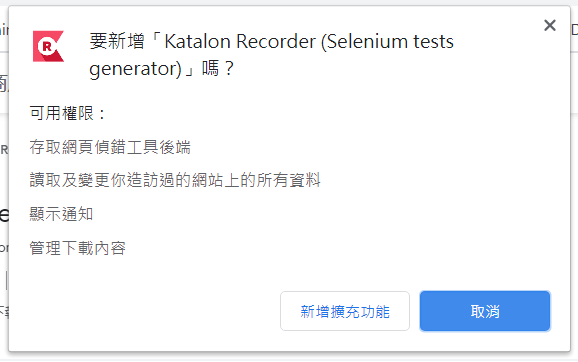 要新增「Katalon Recorder (Selenium tests
generator)」嗎？
可用權限：
存取網頁偵錯工具後端
讀取及變更你造訪過的網站上的所有資料
顯示通知
管理下載內容
新增擴充功能
取消